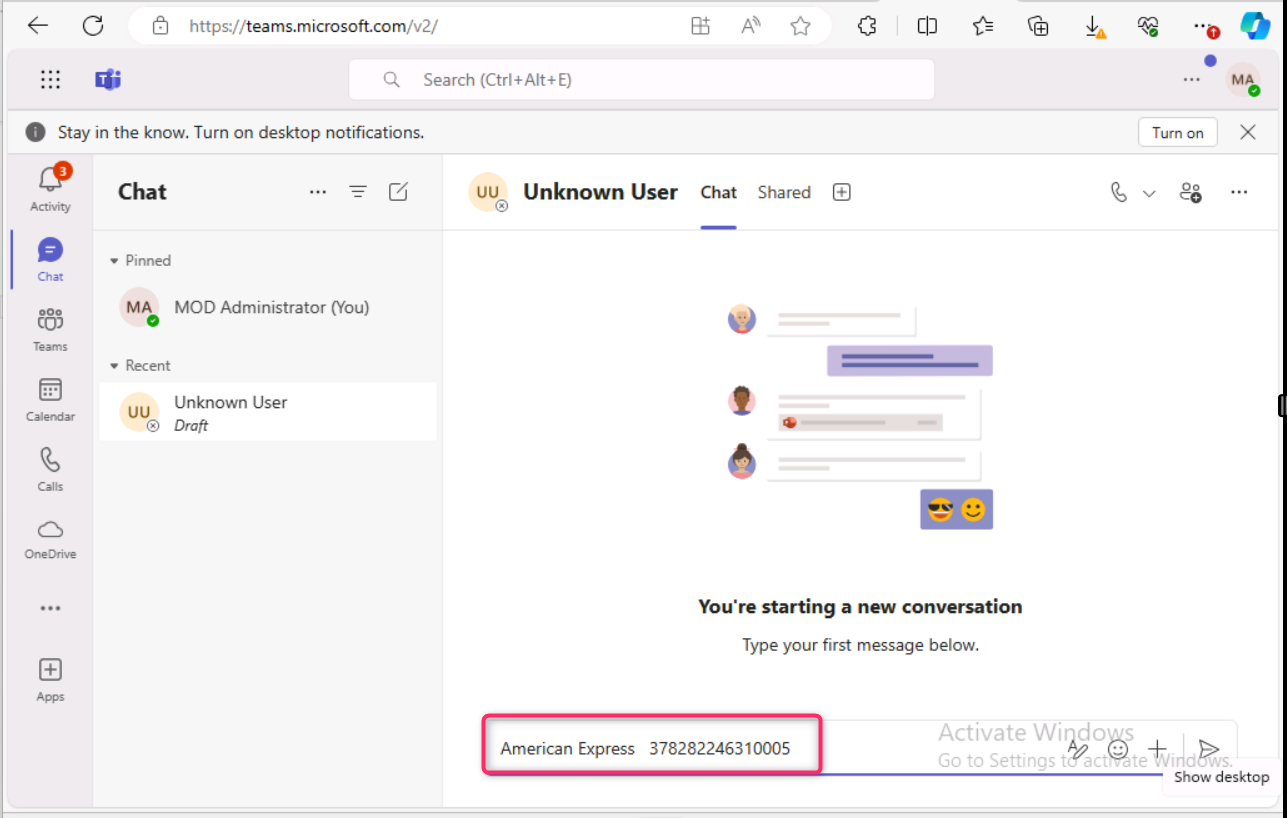 https://teams.microsoft.com/v2/
Search (Ctrl+Alt+E)
MA
Stay in the know. Turn on desktop notifications.
Turn on
3
Activity
Chat
Teams
Calendar
Calls
OneDrive
Apps
Chat
Pinned
MA
MOD Administrator (You)
Recent
UU
Unknown User
Draft
UU
Unknown User
Chat
Shared
You're starting a new conversation
Type your first message below.
American Express 378282246310005
Activate Windows
Go to Settings to activate Windows.
Show desktop